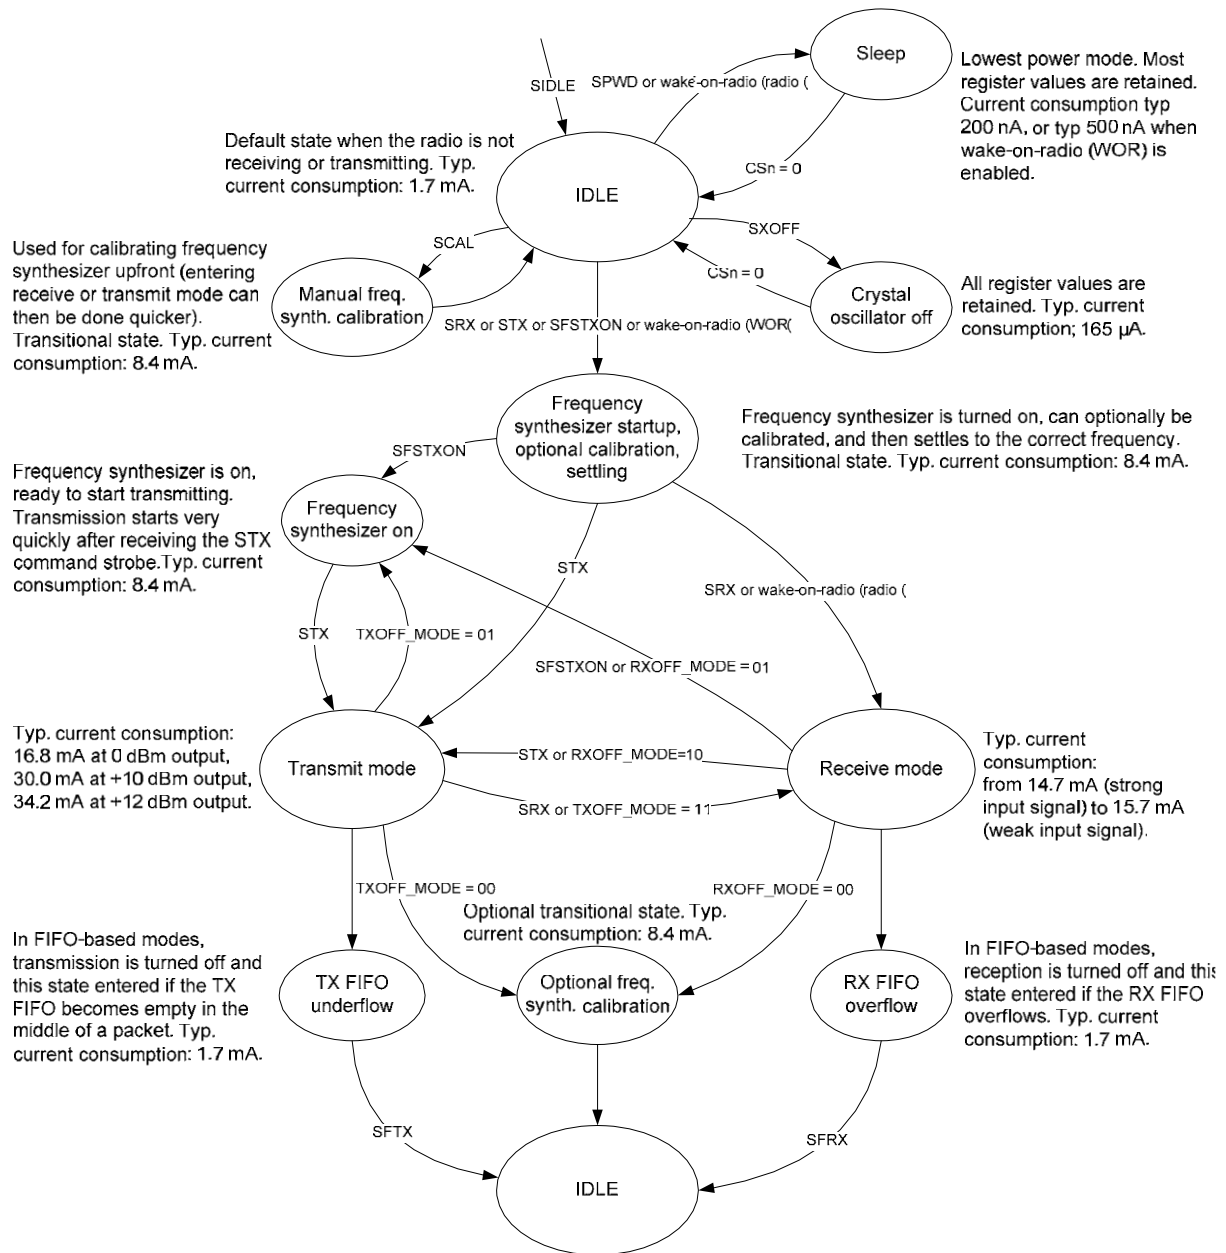 Sleep
Lowest power mode. Most
register values are retained.
Current consumption typ
200 nA, or typ 500 nA when
wake-on-radio (WOR) is
enabled.
SPWD or wake-on-radio (radio (
SIDLE
Default state when the radio is not
receiving or transmitting. Typ.
current consumption: 1.7 mA.
CSn = 0
IDLE
SXOFF
SCAL
CSn = 0
Used for calibrating frequency
synthesizer upfront (entering
receive or transmit mode can
then be done quicker).
Transitional state. Typ. current
consumption: 8.4 mA.
Manual freq.
synth. calibration
SRX or STX or SFSTXON or wake-on-radio (WOR(
Crystal
oscillator off
All register values are
retained. Typ. current
consumption; 165 µA.
Frequency
synthesizer startup,
optional calibration,
settling
Frequency synthesizer is turned on, can optionally be
calibrated, and then settles to the correct frequency.
Transitional state. Typ. current consumption: 8.4 mA.
SFSTXON
Frequency synthesizer is on,
ready to start transmitting.
Transmission starts very
quickly after receiving the STX
command strobe.Typ. current
consumption: 8.4 mA.
Frequency
synthesizer on
STX
SRX or wake-on-radio (radio (
STX
TXOFF_MODE = 01
SFSTXON or RXOFF_MODE = 01
Typ. current consumption:
16.8 mA at 0 dBm output,
30.0 mA at +10 dBm output,
34.2 mA at +12 dBm output.
Transmit mode
STX or RXOFF_MODE=10
SRX or TXOFF_MODE = 11
Receive mode
Typ. current
consumption:
from 14.7 mA (strong
input signal) to 15.7 mA
(weak input signal).
TXOFF_MODE = 00
RXOFF_MODE = 00
Optional transitional state. Typ.
current consumption: 8.4 mA.
In FIFO-based modes,
transmission is turned off and
this state entered if the TX
FIFO becomes empty in the
middle of a packet. Typ.
current consumption: 1.7 mA.
TX FIFO
underflow
Optional freq.
synth. calibration
RX FIFO
overflow
In FIFO-based modes,
reception is turned off and this
state entered if the RX FIFO
overflows. Typ. current
consumption: 1.7 mA.
SFTX
SFRX
IDLE